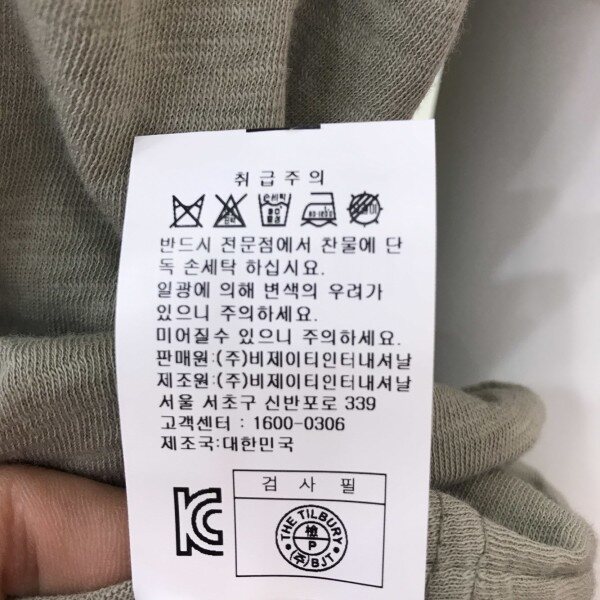 취급주의
반드시 전문점에서 찬물에 단
독 손세탁 하십시요.
일광에 의해 변색의 우려가
있으니 주의하세요.
미어질수 있으니 주의하세요.
판매원:(주)비제이티인터내셔날
제조원:(주)비제이티인터내셔날
서울 서초구 신반포로 339
고객센터 : 1600-0306
제조국:대한민국
검 사 필
THE TILBURY
檢
P
(주)BJT